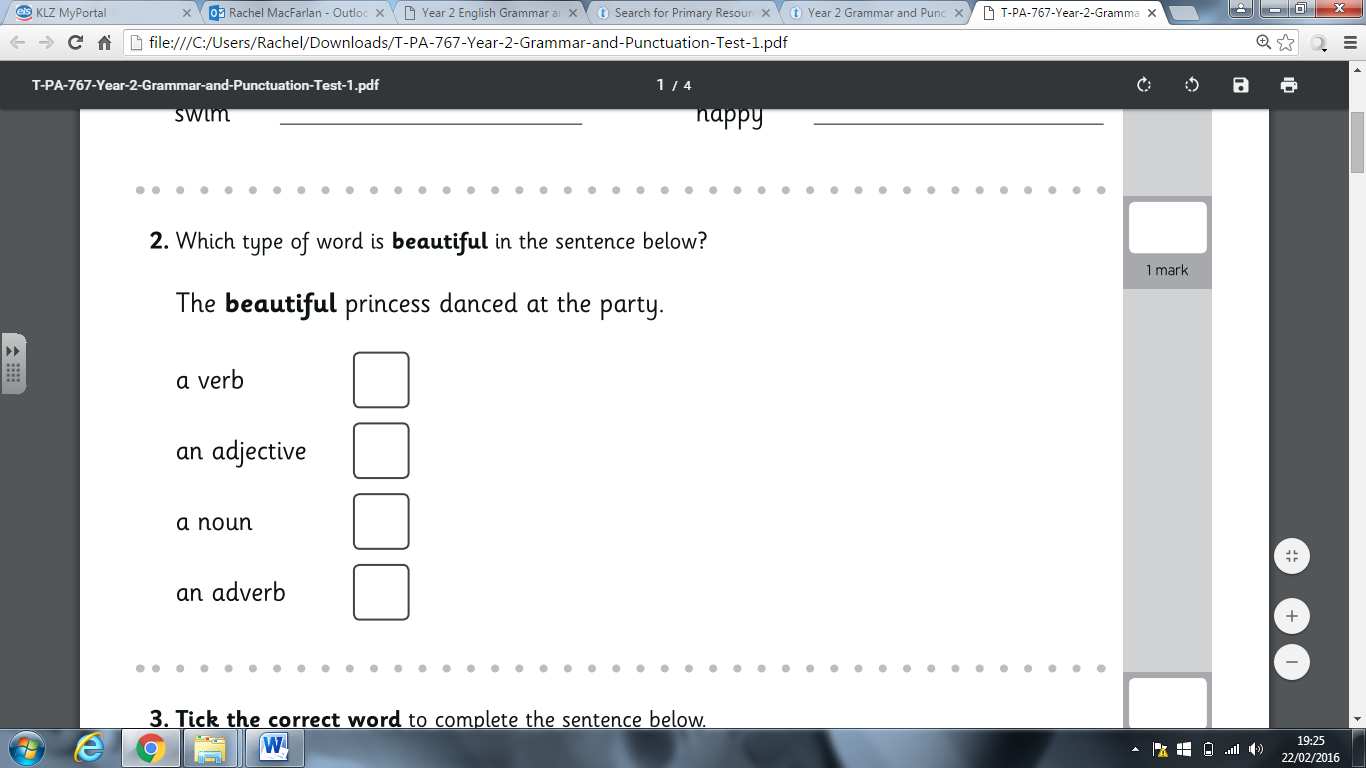 KLZ MyPortal
Rachel MacFarlan - Outloo
Year 2 English Grammar a
Search for Primary Resour
Year 2 Grammar and Punc
T-PA-767-Year-2-Gramma
file:///C:/Users/Rachel/Downloads/T-PA-767-Year-2-Grammar-and-Punctuation-Test-1.pdf
T-PA-767-Year-2-Grammar-and-Punctuation-Test-1.pdf
1 / 4
swim happy
2. Which type of word is beautiful in the sentence below?
1 mark
The beautiful princess danced at the party.
a verb
an adjective
a noun
an adverb
3. Tick the correct word to complete the sentence below.
19:25
22/02/2016